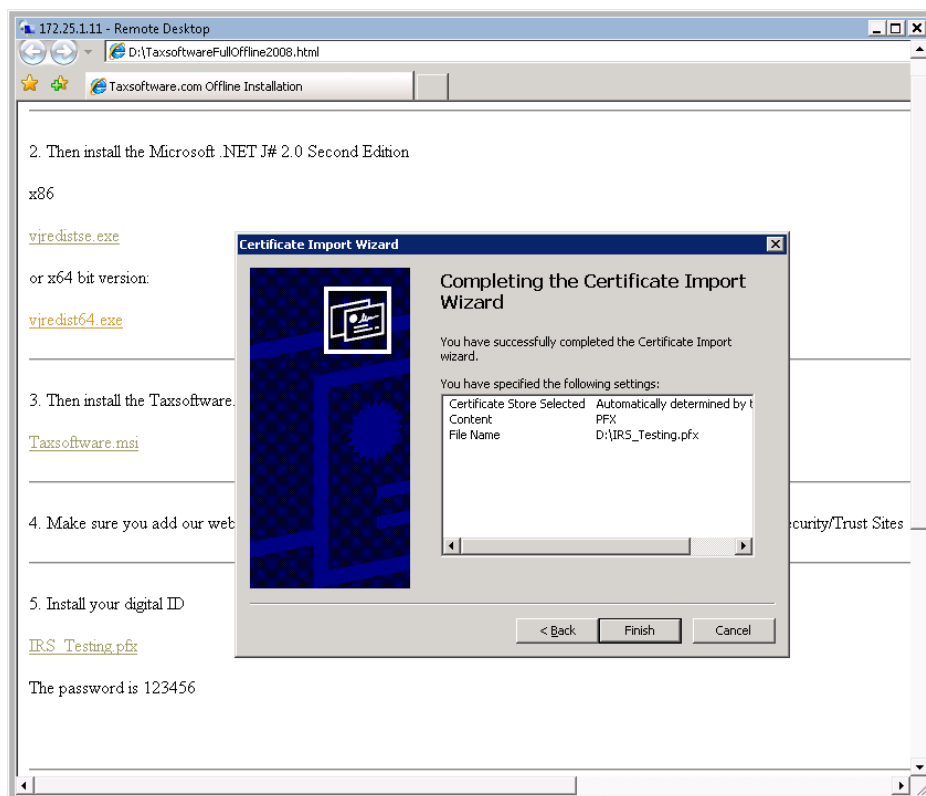 172.25.1.11 - Remote Desktop
D:\TaxsoftwareFullOffline2008.html
Taxsoftware.com Offline Installation
2. Then install the Microsoft .NET J# 2.0 Second Edition
x86
vjredistse.exe
or x64 bit version:
vjredist64.exe
3. Then install the Taxsoftware.
Taxsoftware.msi
4. Make sure you add our web
ecurity/Trust Sites
5. Install your digital ID
IRS_Testing.pfx
The password is 123456
Certificate Import Wizard
Completing the Certificate Import
Wizard
You have successfully completed the Certificate Import
wizard.
You have specified the following settings:
Certificate Store Selected Automatically determined by t
Content PFX
File Name D:\IRS_Testing.pfx
< Back Finish Cancel